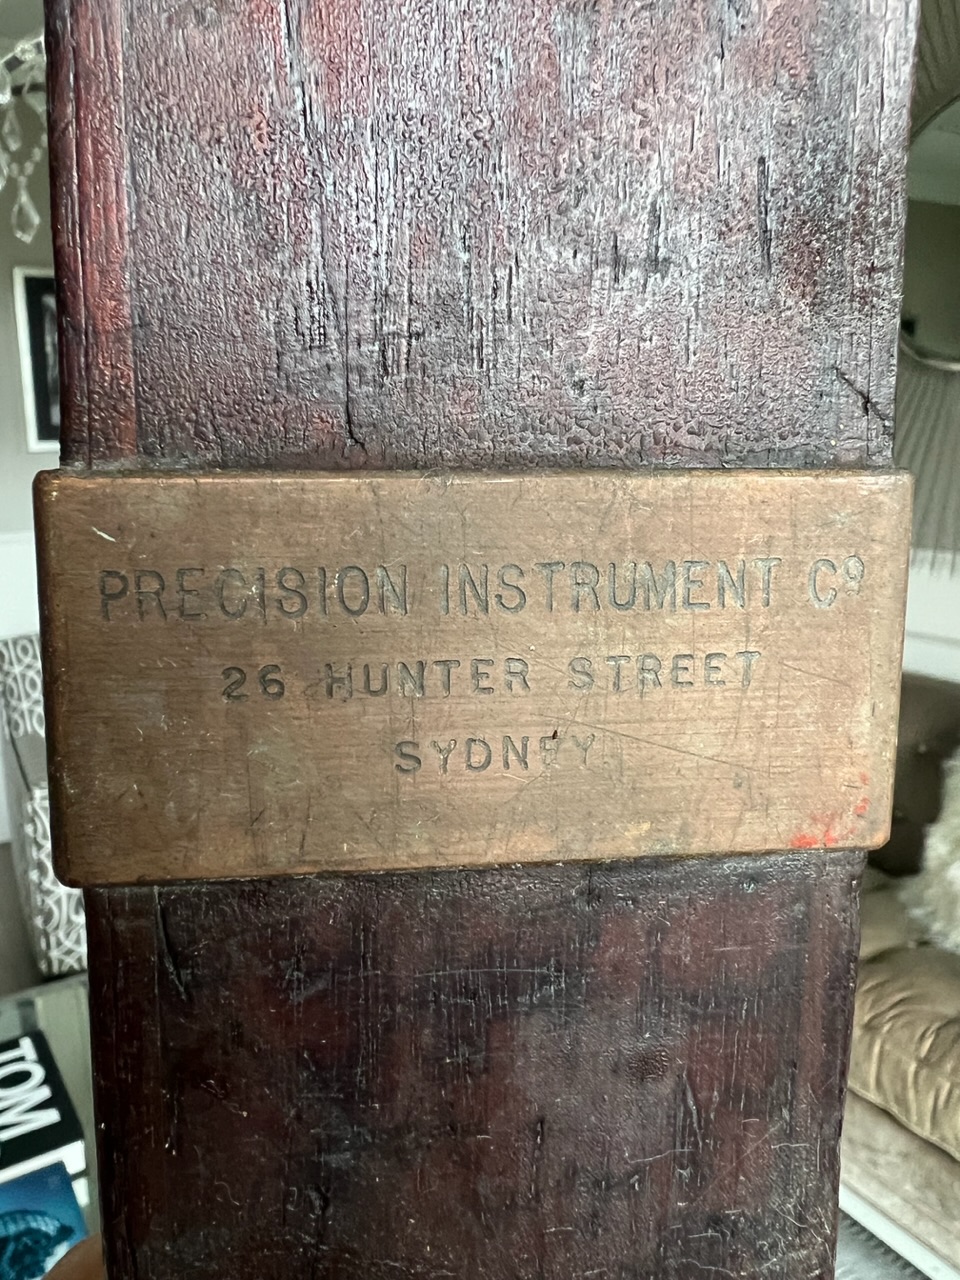 PRECISION INSTRUMENT Cº
26 HUNTER STREET
SYDNEY
TOM